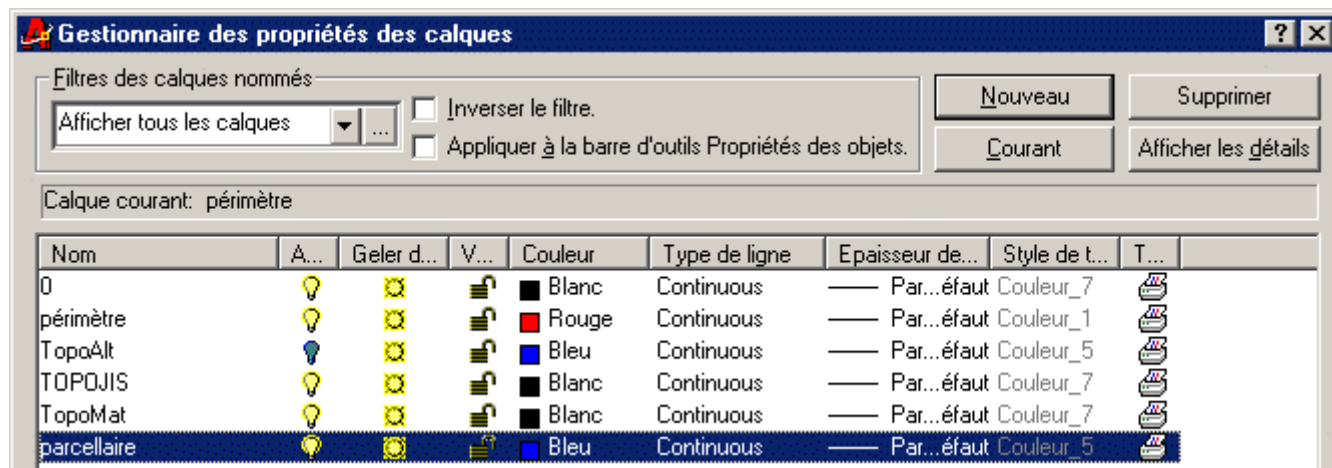 Gestionnaire des propriétés des calques
Filtres des calques nommés
Afficher tous les calques ...
Inverser le filtre.
Appliquer à la barre d'outils Propriétés des objets.
Nouveau Supprimer
Courant Afficher les détails
Calque courant: périmètre
Nom A... Geler d... V... Couleur Type de ligne Epaisseur de... Style de t... T...
0 Blanc Continuous Par...éfaut Couleur_7
périmètre Rouge Continuous Par...éfaut Couleur_1
TopoAlt Bleu Continuous Par...éfaut Couleur_5
TOPOJIS Blanc Continuous Par...éfaut Couleur_7
TopoMat Blanc Continuous Par...éfaut Couleur_7
parcellaire Bleu Continuous Par...éfaut Couleur_5